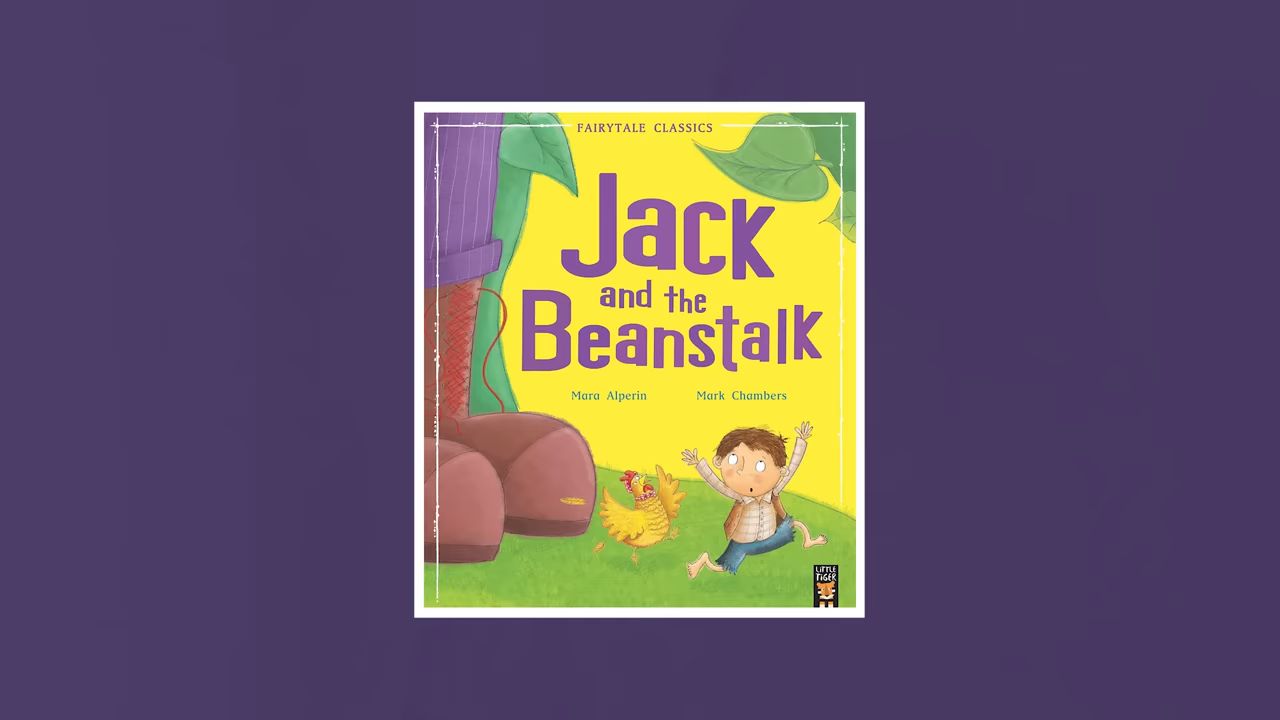 FAIRYTALE CLASSICS
Jack
and the
Beanstalk
Mara Alperin Mark Chambers
LITTLE
TIGER